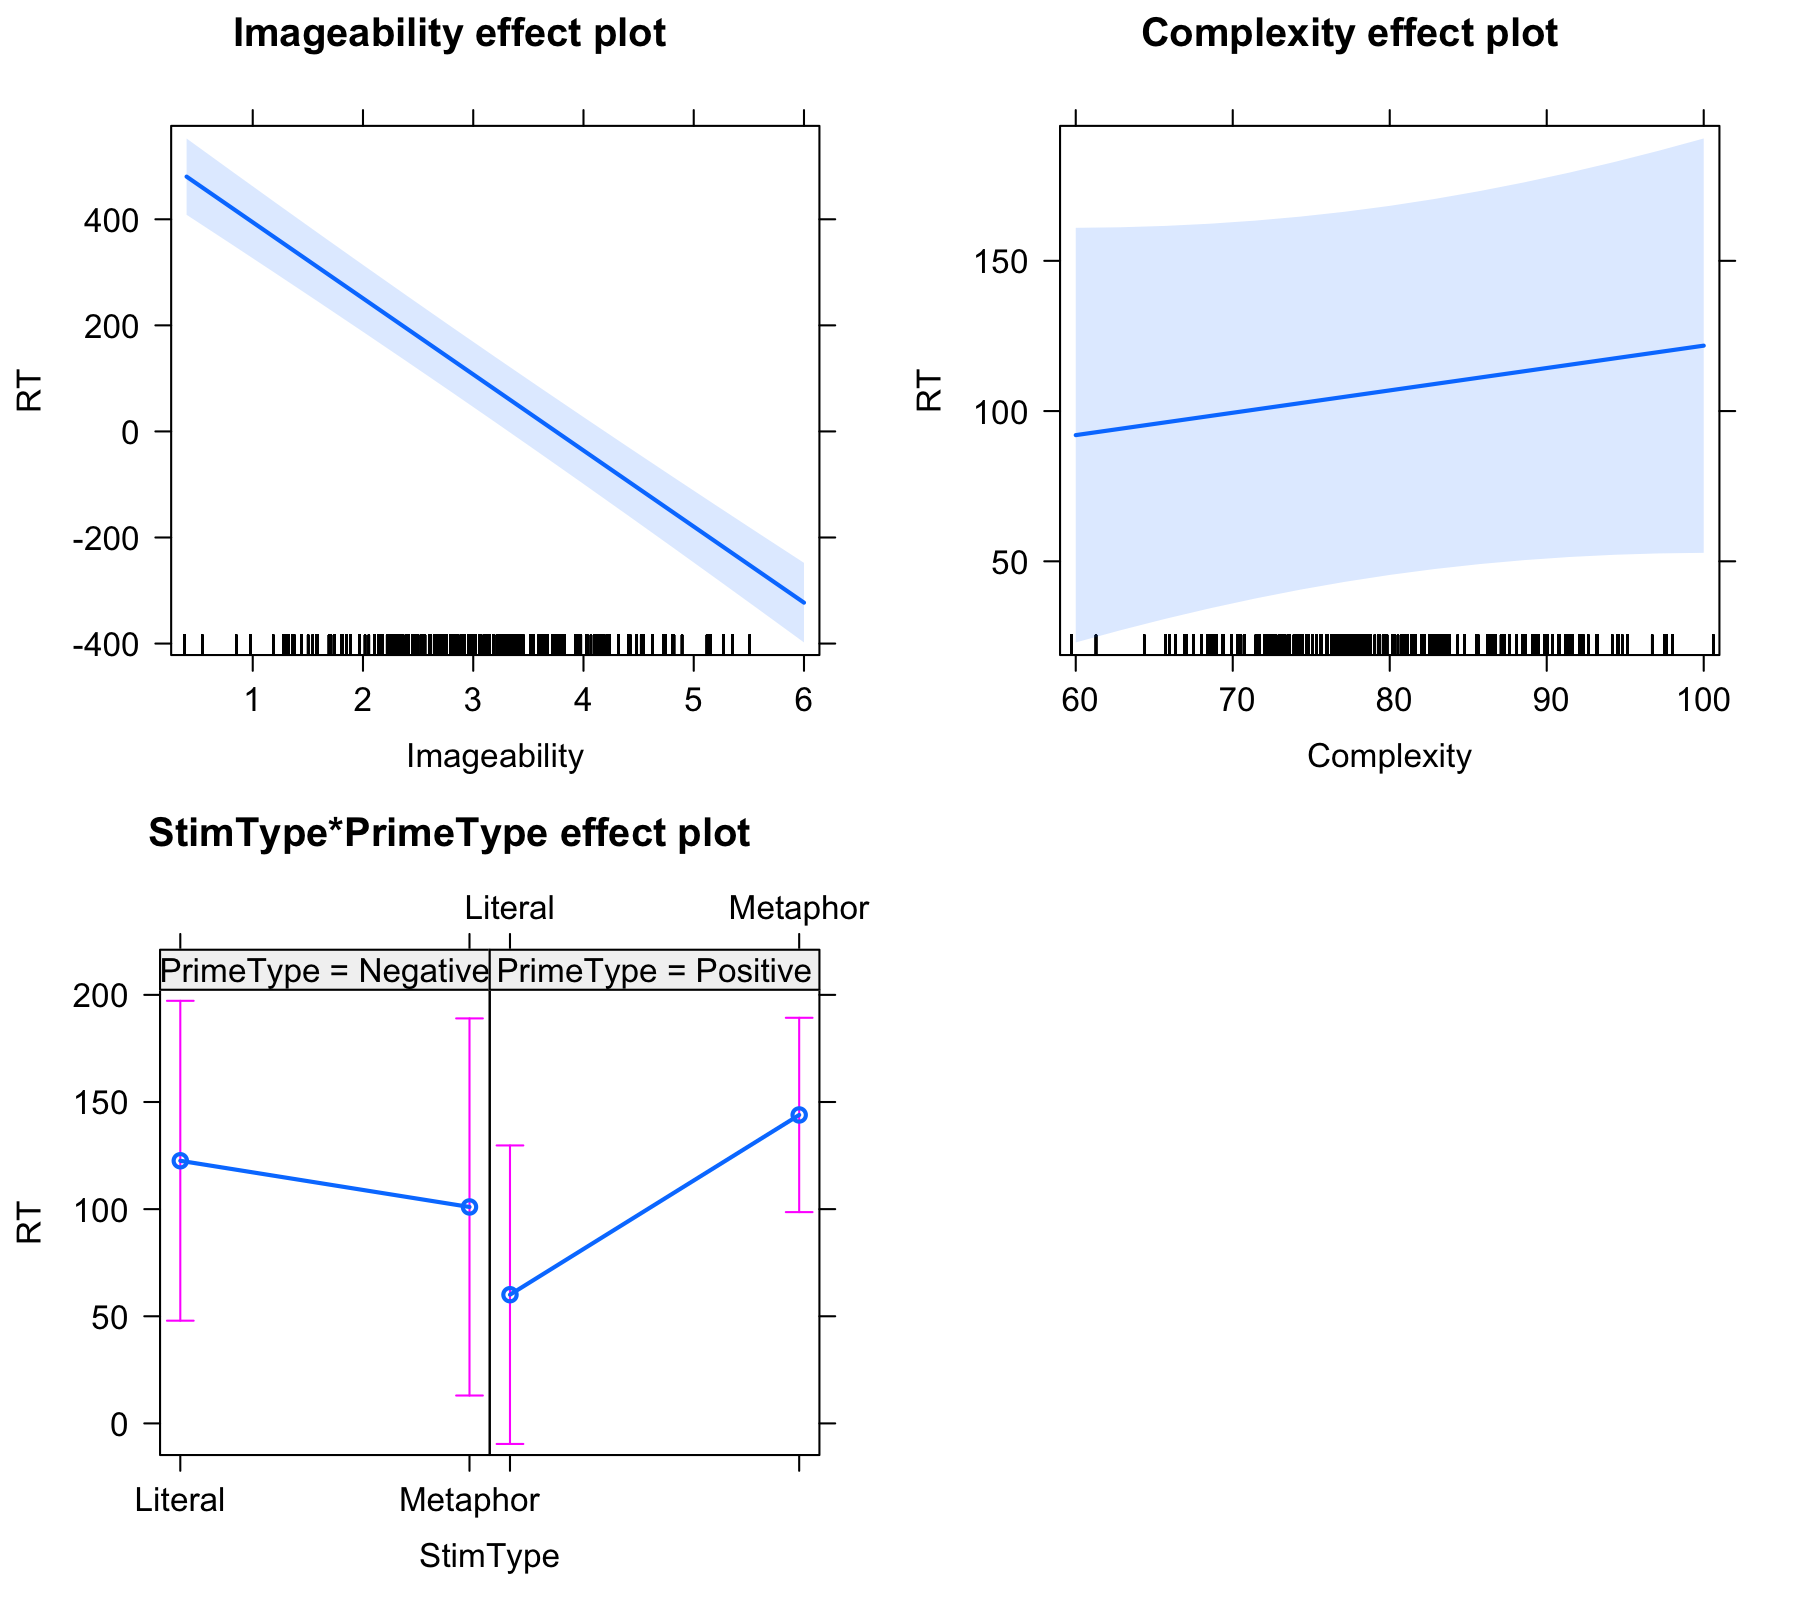 Imageability effect plot
RT
400
200
0
-200
-400
1 2 3 4 5 6
Imageability
Complexity effect plot
RT
150
100
50
60 70 80 90 100
Complexity
StimType*PrimeType effect plot
Literal Metaphor
PrimeType = Negative PrimeType = Positive
RT
200
150
100
50
0
Literal Metaphor
StimType